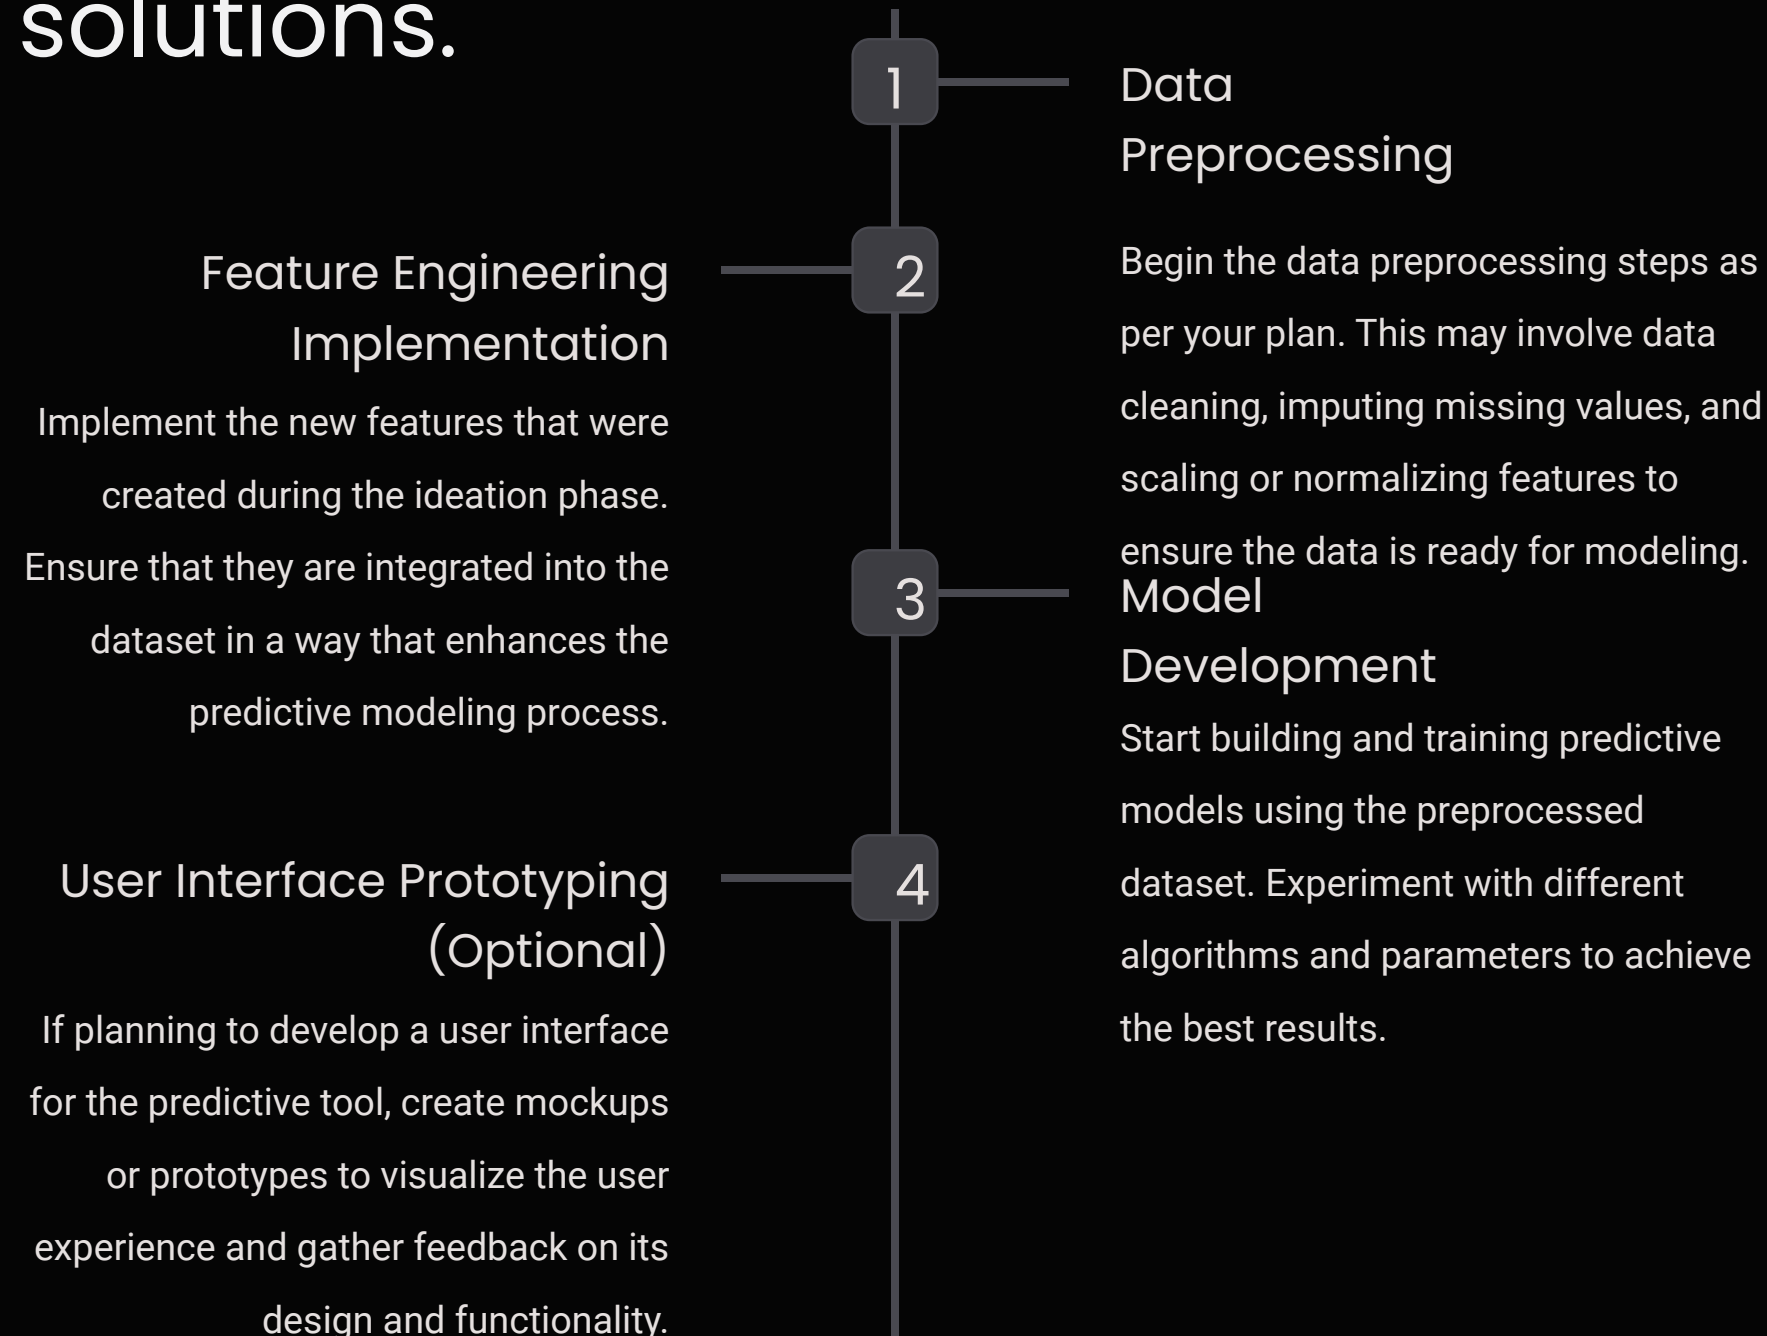 solutions.
1
Data
Preprocessing
Begin the data preprocessing steps as
per your plan. This may involve data
cleaning, imputing missing values, and
scaling or normalizing features to
ensure the data is ready for modeling.
2
Feature Engineering
Implementation
Implement the new features that were
created during the ideation phase.
Ensure that they are integrated into the
dataset in a way that enhances the
predictive modeling process.
3
Model
Development
Start building and training predictive
models using the preprocessed
dataset. Experiment with different
algorithms and parameters to achieve
the best results.
4
User Interface Prototyping
(Optional)
If planning to develop a user interface
for the predictive tool, create mockups
or prototypes to visualize the user
experience and gather feedback on its
design and functionality.